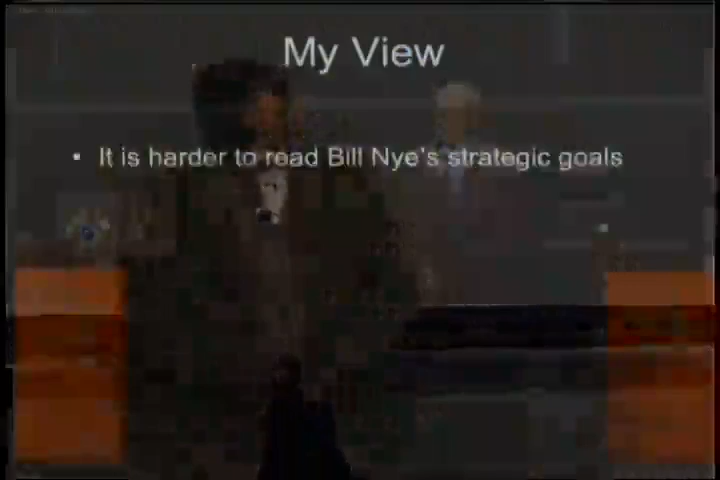 My View
• It is harder to read Bill Nye's strategic goals